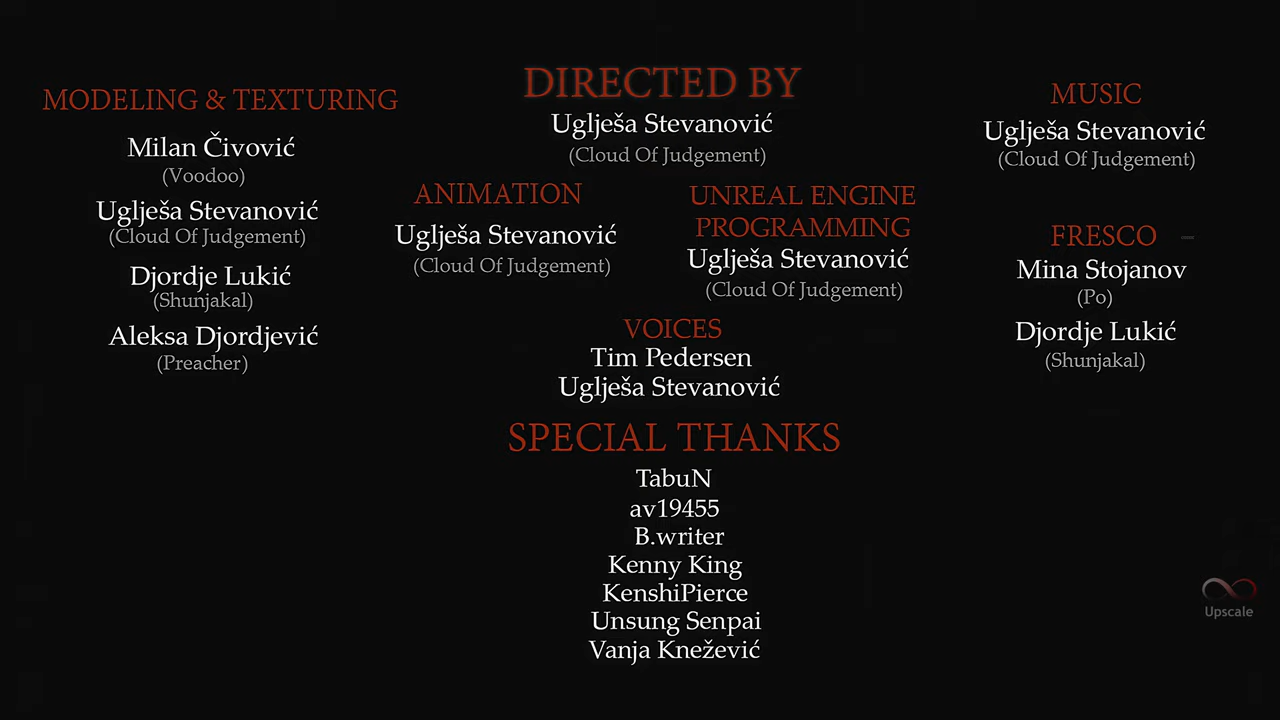 MODELING & TEXTURING
Milan Čivović
(Voodoo)
Uglješa Stevanović
(Cloud Of Judgement)
Djordje Lukić
(Shunjakal)
Aleksa Djordjević
(Preacher)
DIRECTED BY
Uglješa Stevanović
(Cloud Of Judgement)
ANIMATION
Uglješa Stevanović
(Cloud Of Judgement)
UNREAL ENGINE
PROGRAMMING
Uglješa Stevanović
(Cloud Of Judgement)
VOICES
Tim Pedersen
Uglješa Stevanović
MUSIC
Uglješa Stevanović
(Cloud Of Judgement)
FRESCO –
Mina Stojanov
(Po)
Djordje Lukić
(Shunjakal)
SPECIAL THANKS
TabuN
av19455
B.writer
Kenny King
KenshiPierce
Unsung Senpai
Vanja Knežević
Upscale